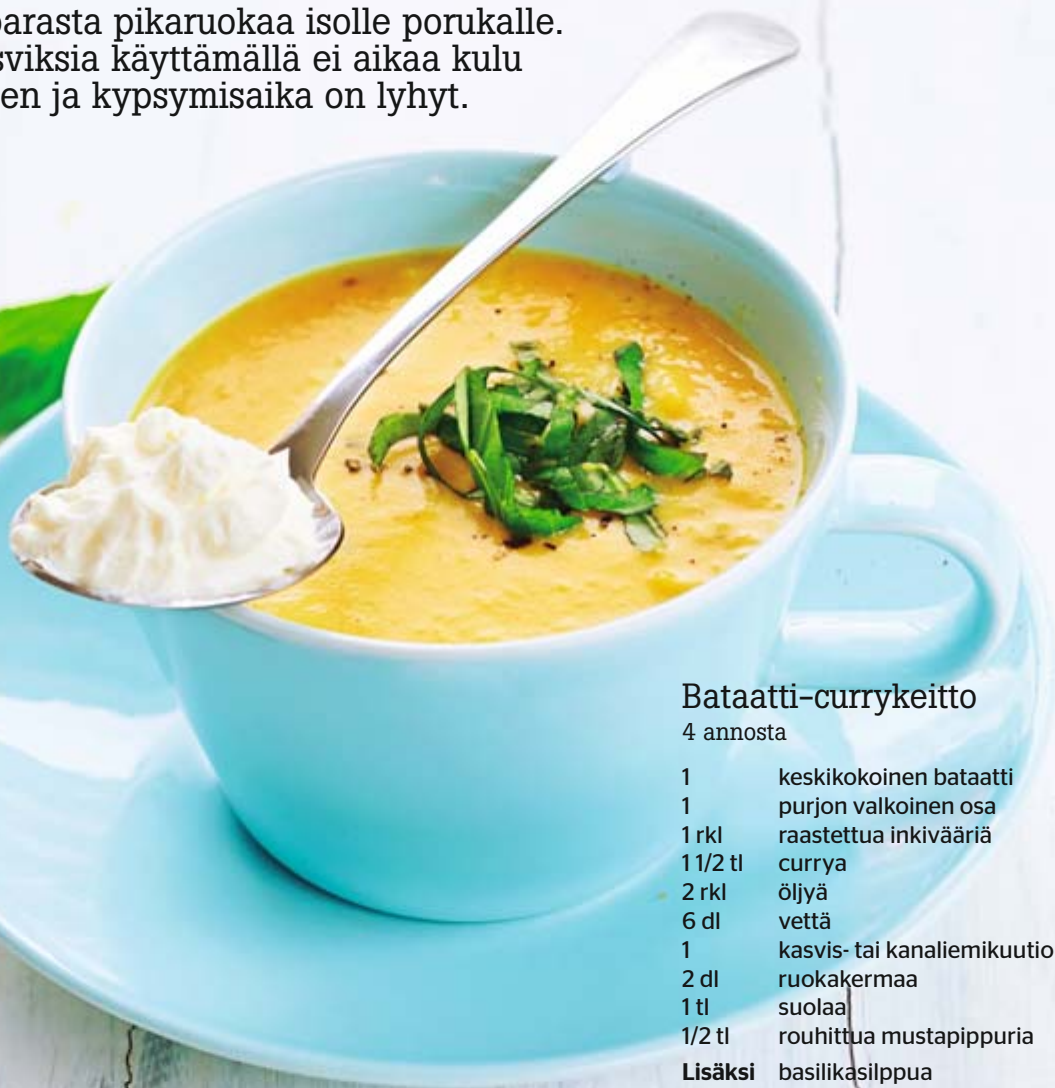 parasta pikaruokaa isolle porukalle.
käyttämällä ei aikaa kulu
ja kypsymisaika on lyhyt.
Bataatti-currykeitto
4 annosta
1 keskikokoinen bataatti
1 purjon valkoinen osa
1 rkl raastettua inkivääriä
1 1/2 tl currya
2 rkl öljyä
6 dl vettä
1 kasvis- tai kanaliemikuutio
2 dl ruokakermaa
1 tl suolaa
1/2 tl rouhittua mustapippuria
Lisäksi basilikasilppua